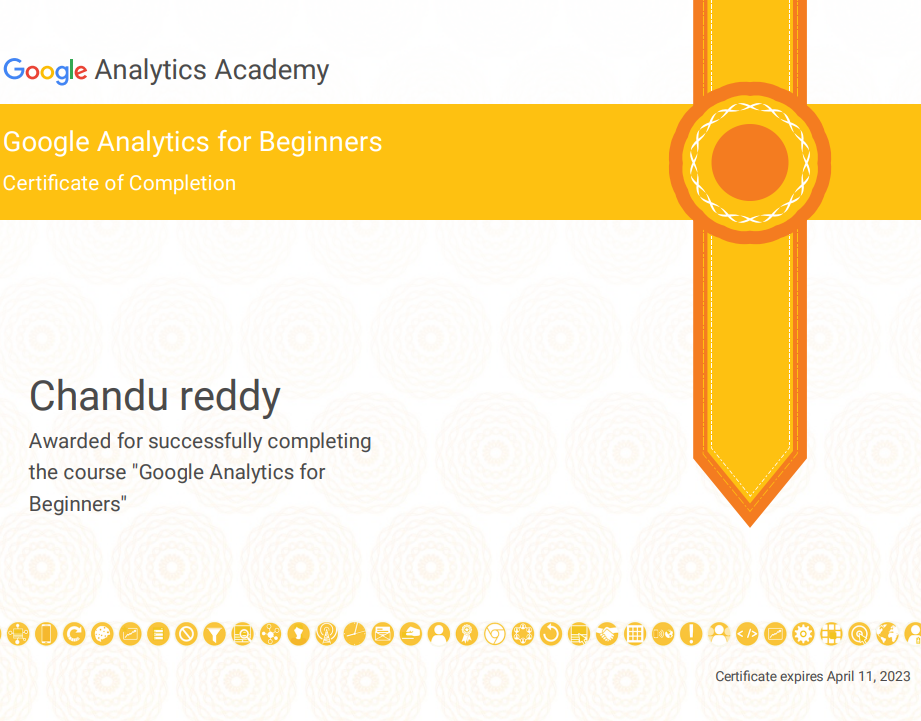 Google Analytics Academy
Google Analytics for Beginners
Certificate of Completion
Chandu reddy
Awarded for successfully completing
the course "Google Analytics for
Beginners"
Certificate expires April 11, 2023